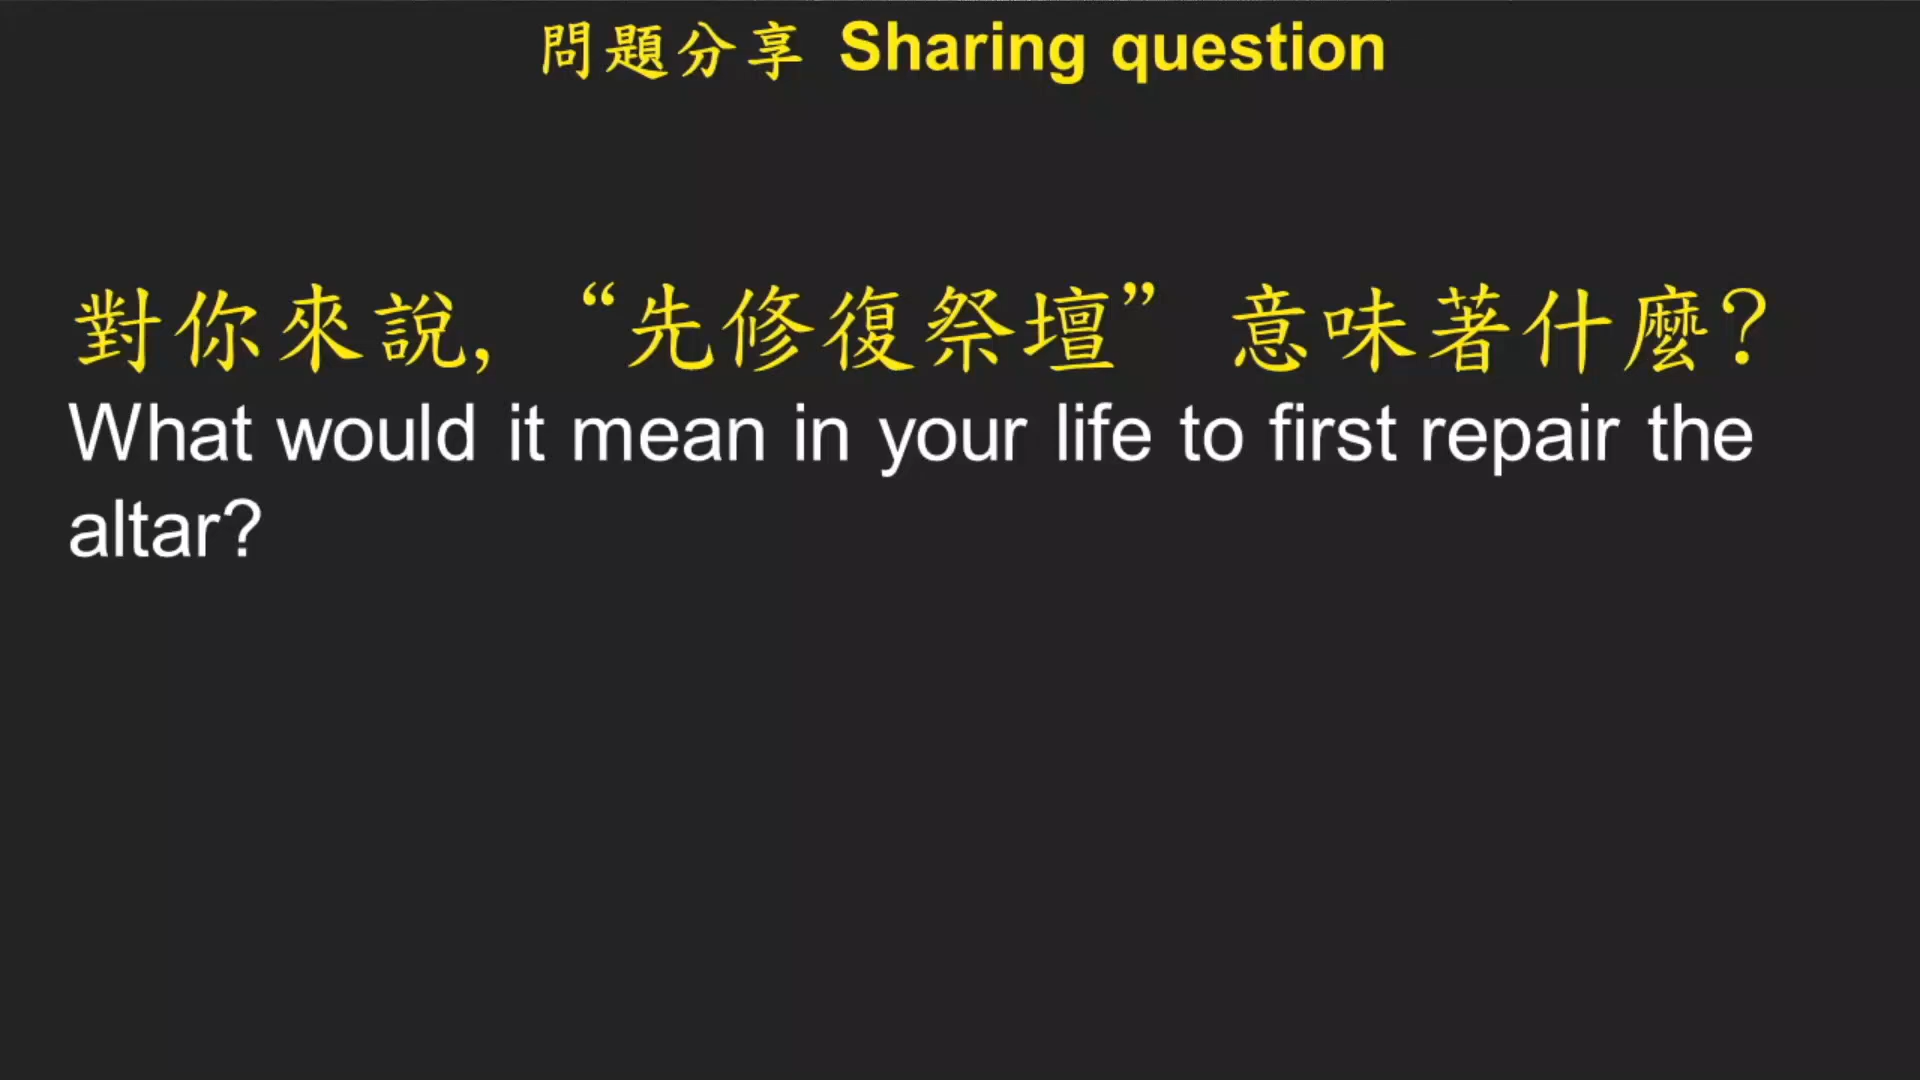 問題分享 Sharing question
對你來說, “先修復祭壇” 意味著什麼?
What would it mean in your life to first repair the
altar?